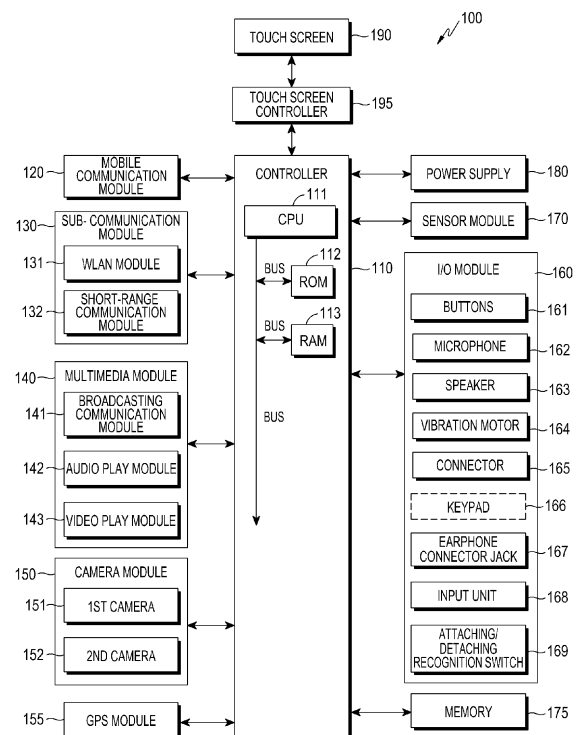 100
TOUCH SCREEN
190
TOUCH SCREEN
CONTROLLER
195
120
MOBILE
COMMUNICATION
MODULE
130
SUB- COMMUNICATION
MODULE
131
WLAN MODULE
132
SHORT-RANGE
COMMUNICATION
MODULE
140
MULTIMEDIA MODULE
141
BROADCASTING
COMMUNICATION
MODULE
142
AUDIO PLAY MODULE
143
VIDEO PLAY MODULE
150
CAMERA MODULE
151
1ST CAMERA
152
2ND CAMERA
155
GPS MODULE
CONTROLLER
111
CPU
112
BUS
ROM
110
113
BUS
RAM
BUS
POWER SUPPLY
180
SENSOR MODULE
170
I/O MODULE
160
BUTTONS
161
MICROPHONE
162
SPEAKER
163
VIBRATION MOTOR
164
CONNECTOR
165
KEYPAD
166
EARPHONE
CONNECTOR JACK
167
INPUT UNIT
168
ATTACHING/
DETACHING
RECOGNITION SWITCH
169
MEMORY
175